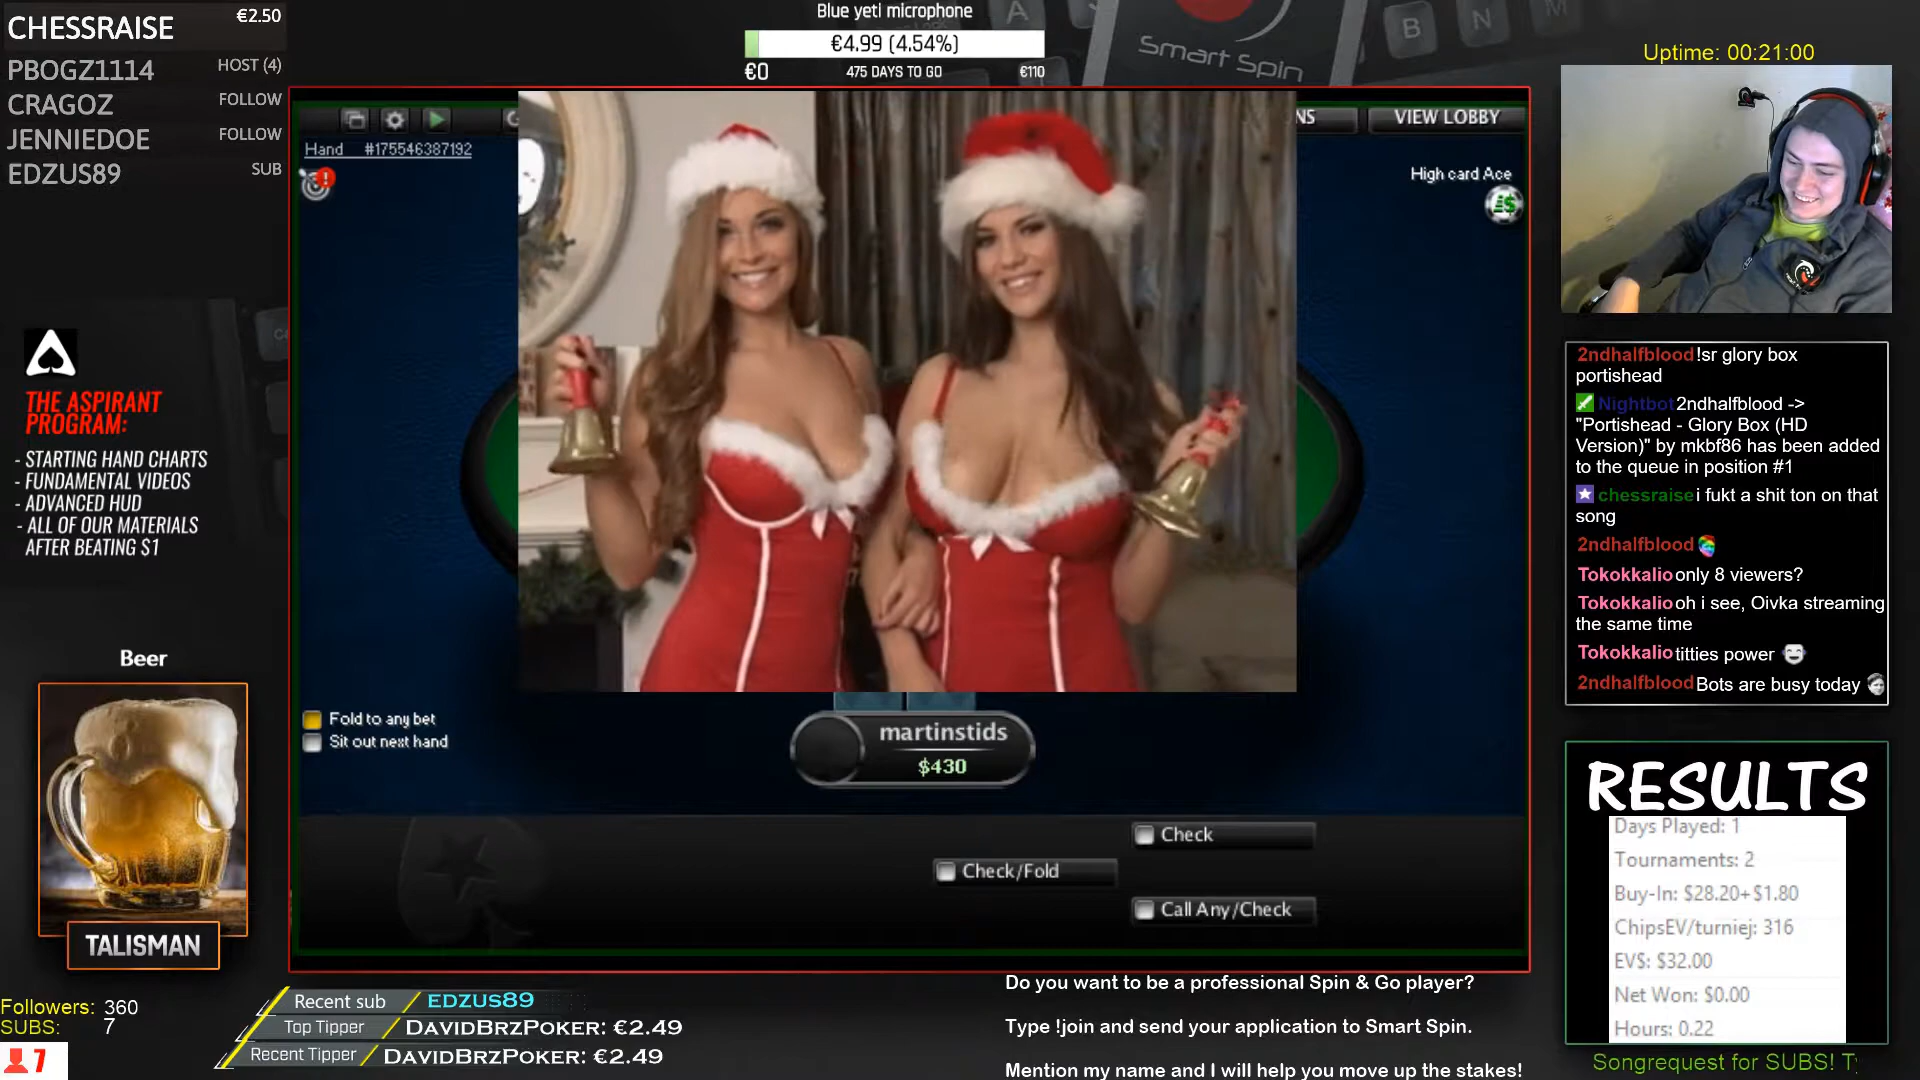 CHESSRAISE €2.50
PBOGZ1114 HOST (4)
CRAGOZ FOLLOW
JENNIEDOE FOLLOW
EDZUS89 SUB
Blue yeti microphone
€4.99 (4.54%)
€0 475 DAYS TO GO €110
Smart Spin
A
B N M
Uptime: 00:21:00
NS
VIEW LOBBY
Hand #175546387192
High card Ace
THE ASPIRANT
PROGRAM:
- STARTING HAND CHARTS
- FUNDAMENTAL VIDEOS
- ADVANCED HUD
- ALL OF OUR MATERIALS
AFTER BEATING $1
Beer
TALISMAN
Fold to any bet
Sit out next hand
martinstids
$430
Check
Check/Fold
Call Any/Check
2ndhalfblood !sr glory box
portishead
Nightbot 2ndhalfblood ->
"Portishead - Glory Box (HD
Version)" by mkbf86 has been added
to the queue in position #1
chessraise i fukt a shit ton on that
song
2ndhalfblood
Tokokkalio only 8 viewers?
Tokokkalio oh i see, Oivka streaming
the same time
Tokokkalio titties power
2ndhalfblood Bots are busy today
RESULTS
Days Played: 1
Tournaments: 2
Buy-In: $28.20+$1.80
ChipsEV/turniej: 316
EV$: $32.00
Net Won: $0.00
Hours: 0.22
Songrequest for SUBS! Ty
Followers: 360
SUBS: 7
7
Recent sub / EDZUS89
Top Tipper / DAVIDBRZPOKER: €2.49
Recent Tipper / DAVIDBRZPOKER: €2.49
Do you want to be a professional Spin & Go player?
Type !join and send your application to Smart Spin.
Mention my name and I will help you move up the stakes!